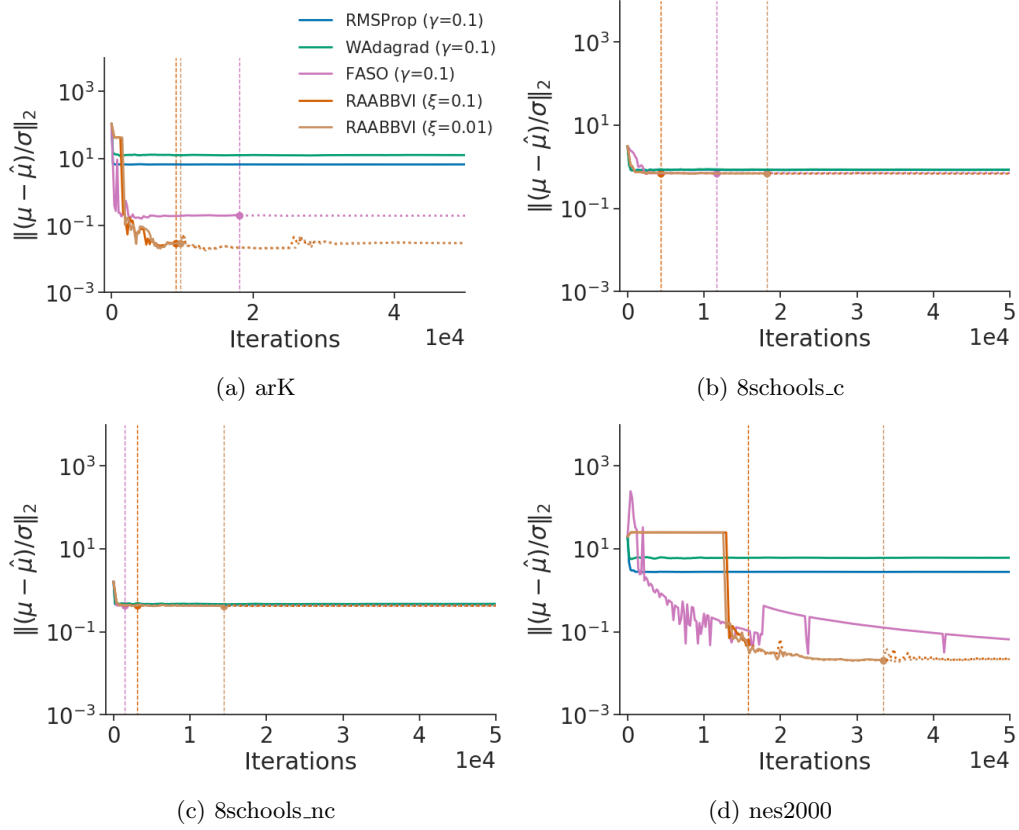 RMSProp (γ=0.1)
WAdagrad (γ=0.1)
FASO (γ=0.1)
RAABBVI (ξ=0.1)
RAABBVI (ξ=0.01)
‖(μ − μ̂)/σ‖₂
10³
10¹
10⁻¹
10⁻³
0 2 4
Iterations
1e4
(a) arK
‖(μ − μ̂)/σ‖₂
10³
10¹
10⁻¹
10⁻³
0 1 2 3 4 5
Iterations
1e4
(b) 8schools_c
‖(μ − μ̂)/σ‖₂
10³
10¹
10⁻¹
10⁻³
0 1 2 3 4 5
Iterations
1e4
(c) 8schools_nc
‖(μ − μ̂)/σ‖₂
10³
10¹
10⁻¹
10⁻³
0 1 2 3 4 5
Iterations
1e4
(d) nes2000